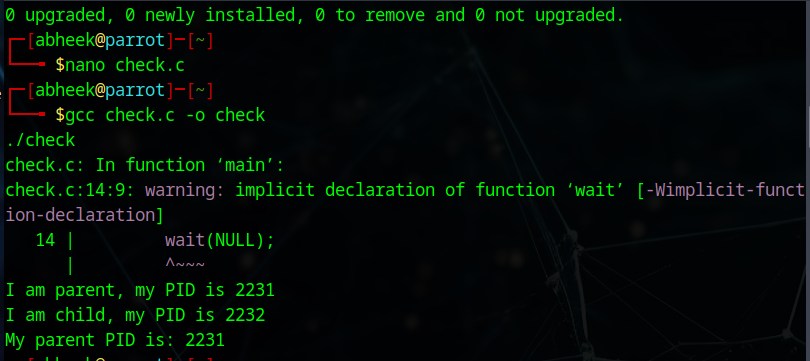 0 upgraded, 0 newly installed, 0 to remove and 0 not upgraded.
┌─[abheek@parrot]─[~]
└──╼ $nano check.c
┌─[abheek@parrot]─[~]
└──╼ $gcc check.c -o check
./check
check.c: In function ‘main’:
check.c:14:9: warning: implicit declaration of function ‘wait’ [-Wimplicit-funct
ion-declaration]
   14 |         wait(NULL);
      |         ^~~~
I am parent, my PID is 2231
I am child, my PID is 2232
My parent PID is: 2231